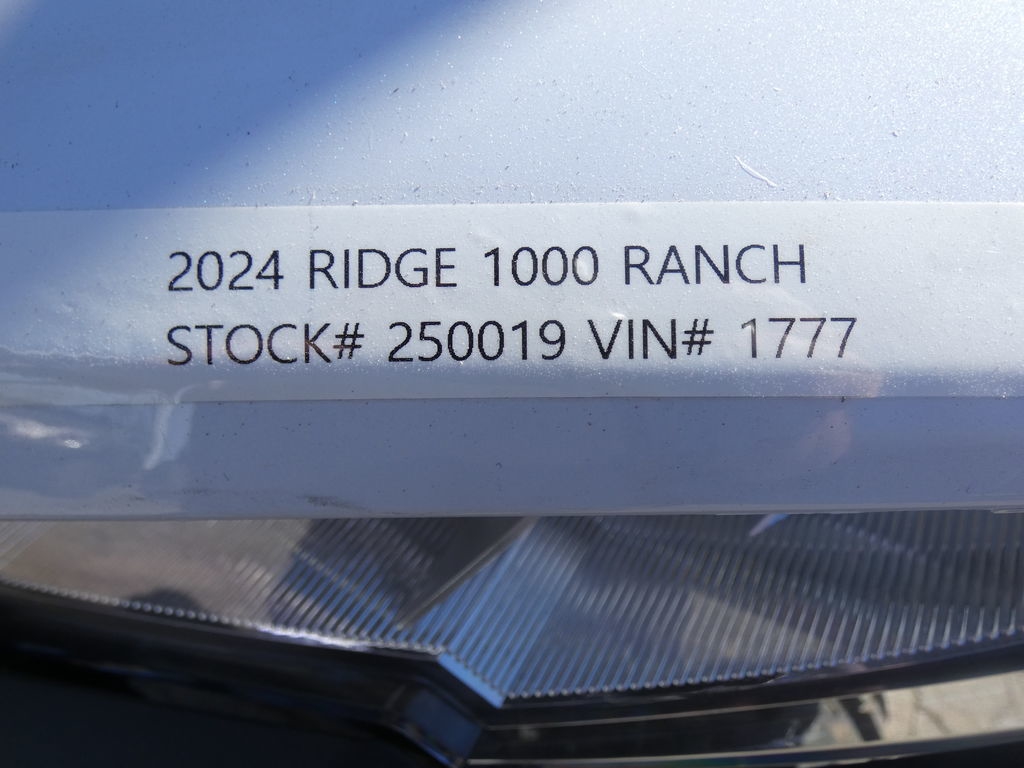 2024 RIDGE 1000 RANCH
STOCK# 250019 VIN# 1777